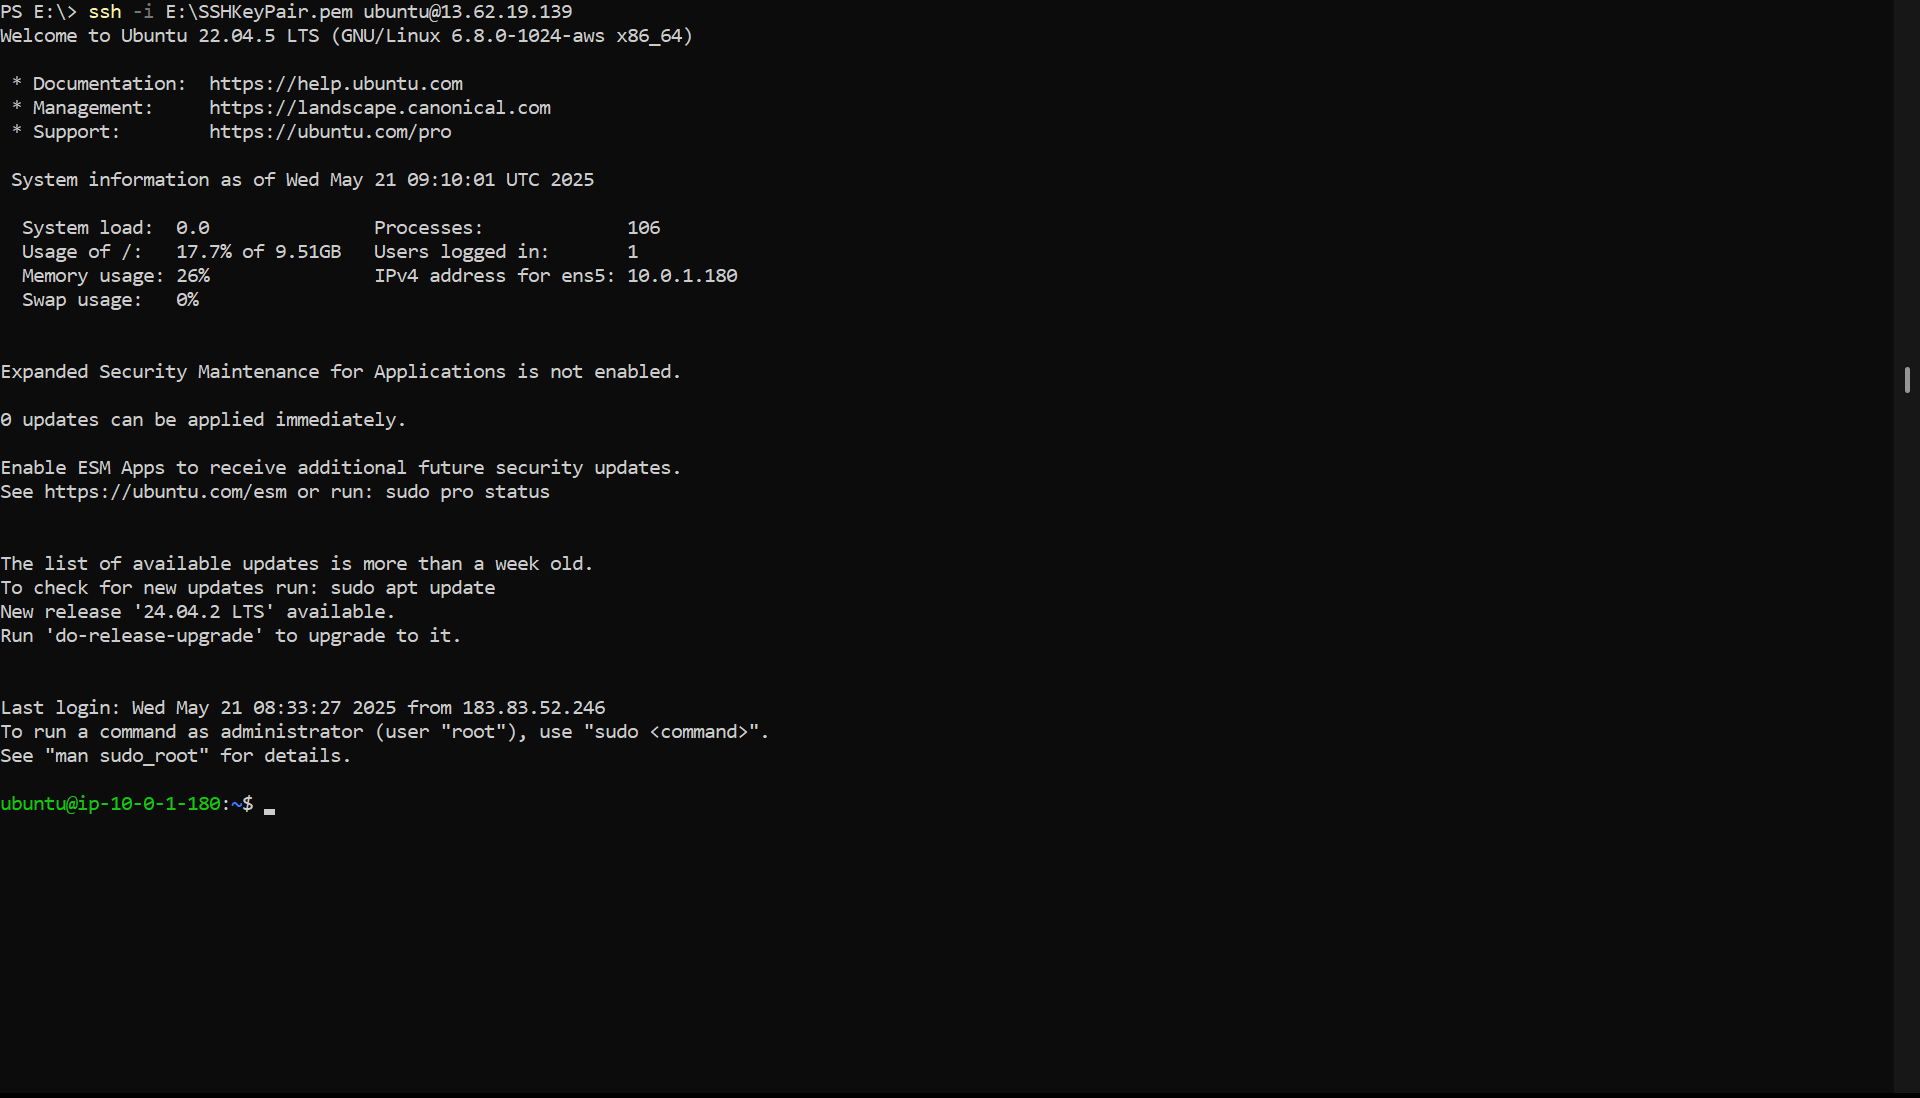 PS E:\> ssh -i E:\SSHKeyPair.pem ubuntu@13.62.19.139
Welcome to Ubuntu 22.04.5 LTS (GNU/Linux 6.8.0-1024-aws x86_64)
* Documentation:  https://help.ubuntu.com
* Management:     https://landscape.canonical.com
* Support:        https://ubuntu.com/pro
System information as of Wed May 21 09:10:01 UTC 2025
System load:  0.0               Processes:             106
Usage of /:   17.7% of 9.51GB   Users logged in:       1
Memory usage: 26%               IPv4 address for ens5: 10.0.1.180
Swap usage:   0%
Expanded Security Maintenance for Applications is not enabled.
0 updates can be applied immediately.
Enable ESM Apps to receive additional future security updates.
See https://ubuntu.com/esm or run: sudo pro status
The list of available updates is more than a week old.
To check for new updates run: sudo apt update
New release '24.04.2 LTS' available.
Run 'do-release-upgrade' to upgrade to it.
Last login: Wed May 21 08:33:27 2025 from 183.83.52.246
To run a command as administrator (user "root"), use "sudo <command>".
See "man sudo_root" for details.
ubuntu@ip-10-0-1-180:~$